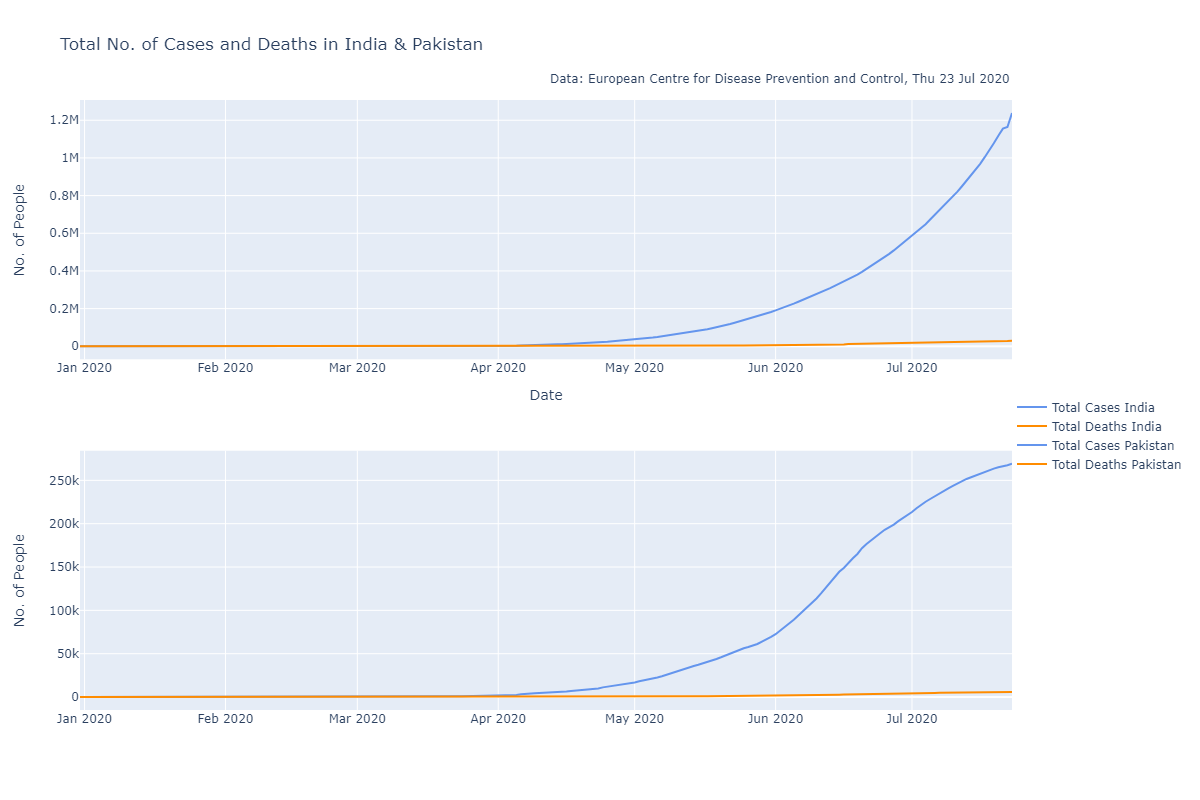 Total No. of Cases and Deaths in India & Pakistan
Data: European Centre for Disease Prevention and Control, Thu 23 Jul 2020
No. of People
1.2M
1M
0.8M
0.6M
0.4M
0.2M
0
Jan 2020 Feb 2020 Mar 2020 Apr 2020 May 2020 Jun 2020 Jul 2020
Date
Total Cases India
Total Deaths India
Total Cases Pakistan
Total Deaths Pakistan
No. of People
250k
200k
150k
100k
50k
0
Jan 2020 Feb 2020 Mar 2020 Apr 2020 May 2020 Jun 2020 Jul 2020